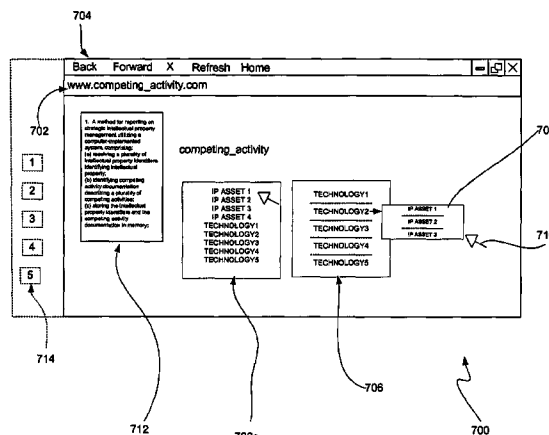 704
Back Forward X Refresh Home
www.competing_activity.com
702
1. A method for reporting on
strategic intellectual property
management, utilizing a
computer-implemented
system, comprising:
(a) receiving a plurality of
intellectual property identifiers
identifying intellectual
property;
(b) identifying competing
activity documentation
describing a plurality of
competing activities;
(c) storing the intellectual
property identifiers and the
competing activity
documentation in memory;
competing_activity
IP ASSET 1
IP ASSET 2
IP ASSET 3
IP ASSET 4
TECHNOLOGY1
TECHNOLOGY2
TECHNOLOGY3
TECHNOLOGY4
TECHNOLOGY5
TECHNOLOGY1
TECHNOLOGY2
TECHNOLOGY3
TECHNOLOGY4
TECHNOLOGY5
IP ASSET 1
IP ASSET 2
IP ASSET 3
70
71
1
2
3
4
5
714
712
706
700